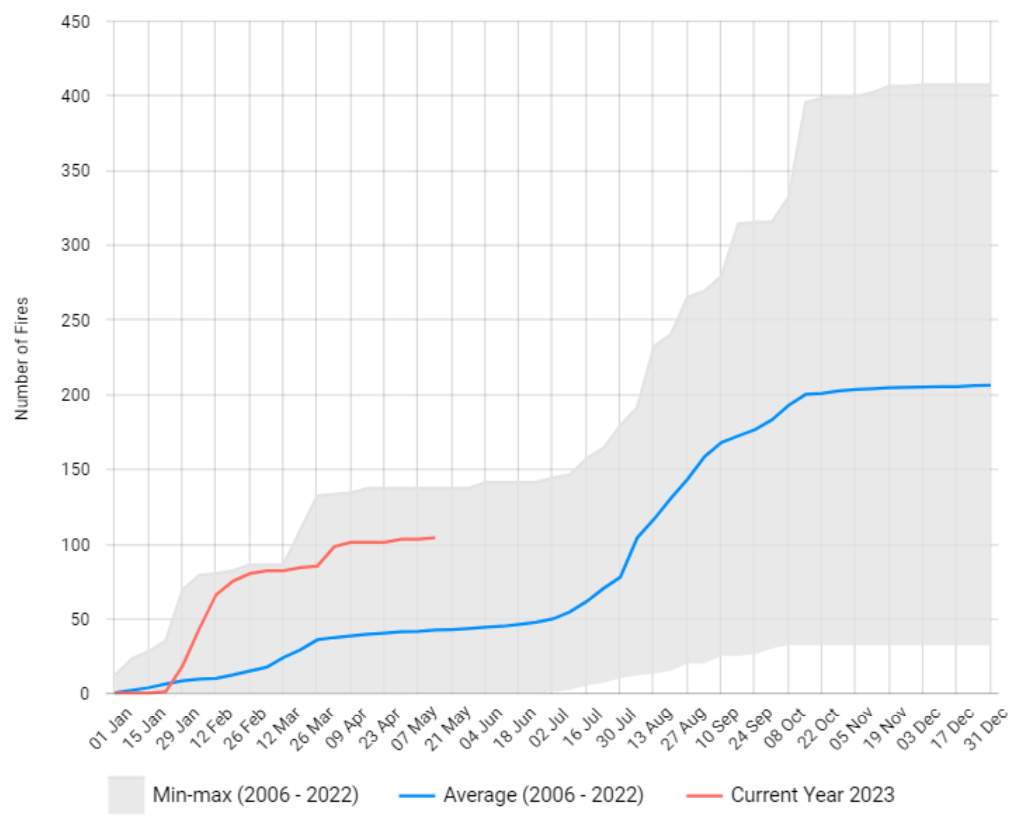 450
400
350
300
250
200
150
100
50
0
Number of Fires
01 Jan
15 Jan
29 Jan
12 Feb
26 Feb
12 Mar
26 Mar
09 Apr
23 Apr
07 May
21 May
04 Jun
18 Jun
02 Jul
16 Jul
30 Jul
13 Aug
27 Aug
10 Sep
24 Sep
08 Oct
22 Oct
05 Nov
19 Nov
03 Dec
17 Dec
31 Dec
Min-max (2006 - 2022) Average (2006 - 2022) Current Year 2023